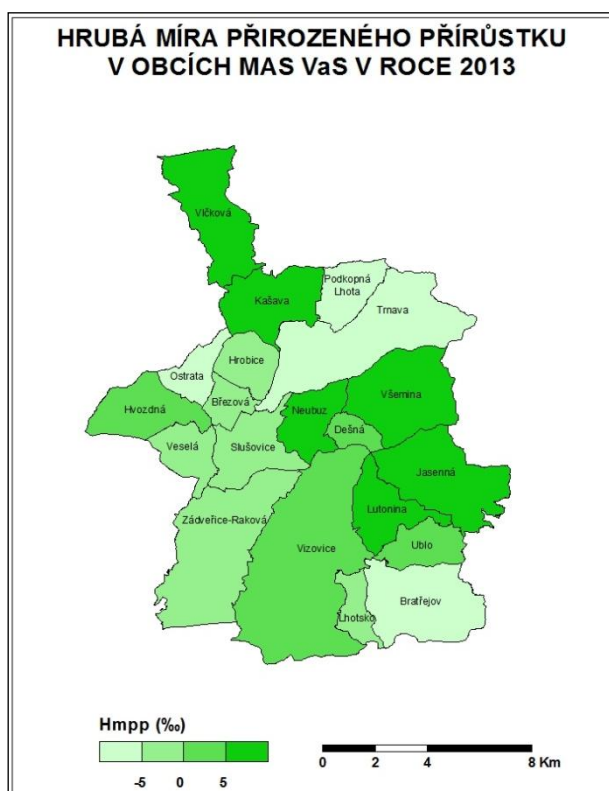 HRUBÁ MÍRA PŘIROZENÉHO PŘÍRŮSTKU
V OBCÍCH MAS VaS V ROCE 2013
Vlčková
Kašava
Podkopná
Lhota
Trnava
Hrobice
Ostrata
Březová
Hvozdná
Neubuz
Všemina
Dešná
Veselá
Slušovice
Jasenná
Lutonina
Zádveřice-Raková
Vizovice
Ublo
Bratřejov
Lhotsko
Hmpp (‰)
-5 0 5
0 2 4 8 Km